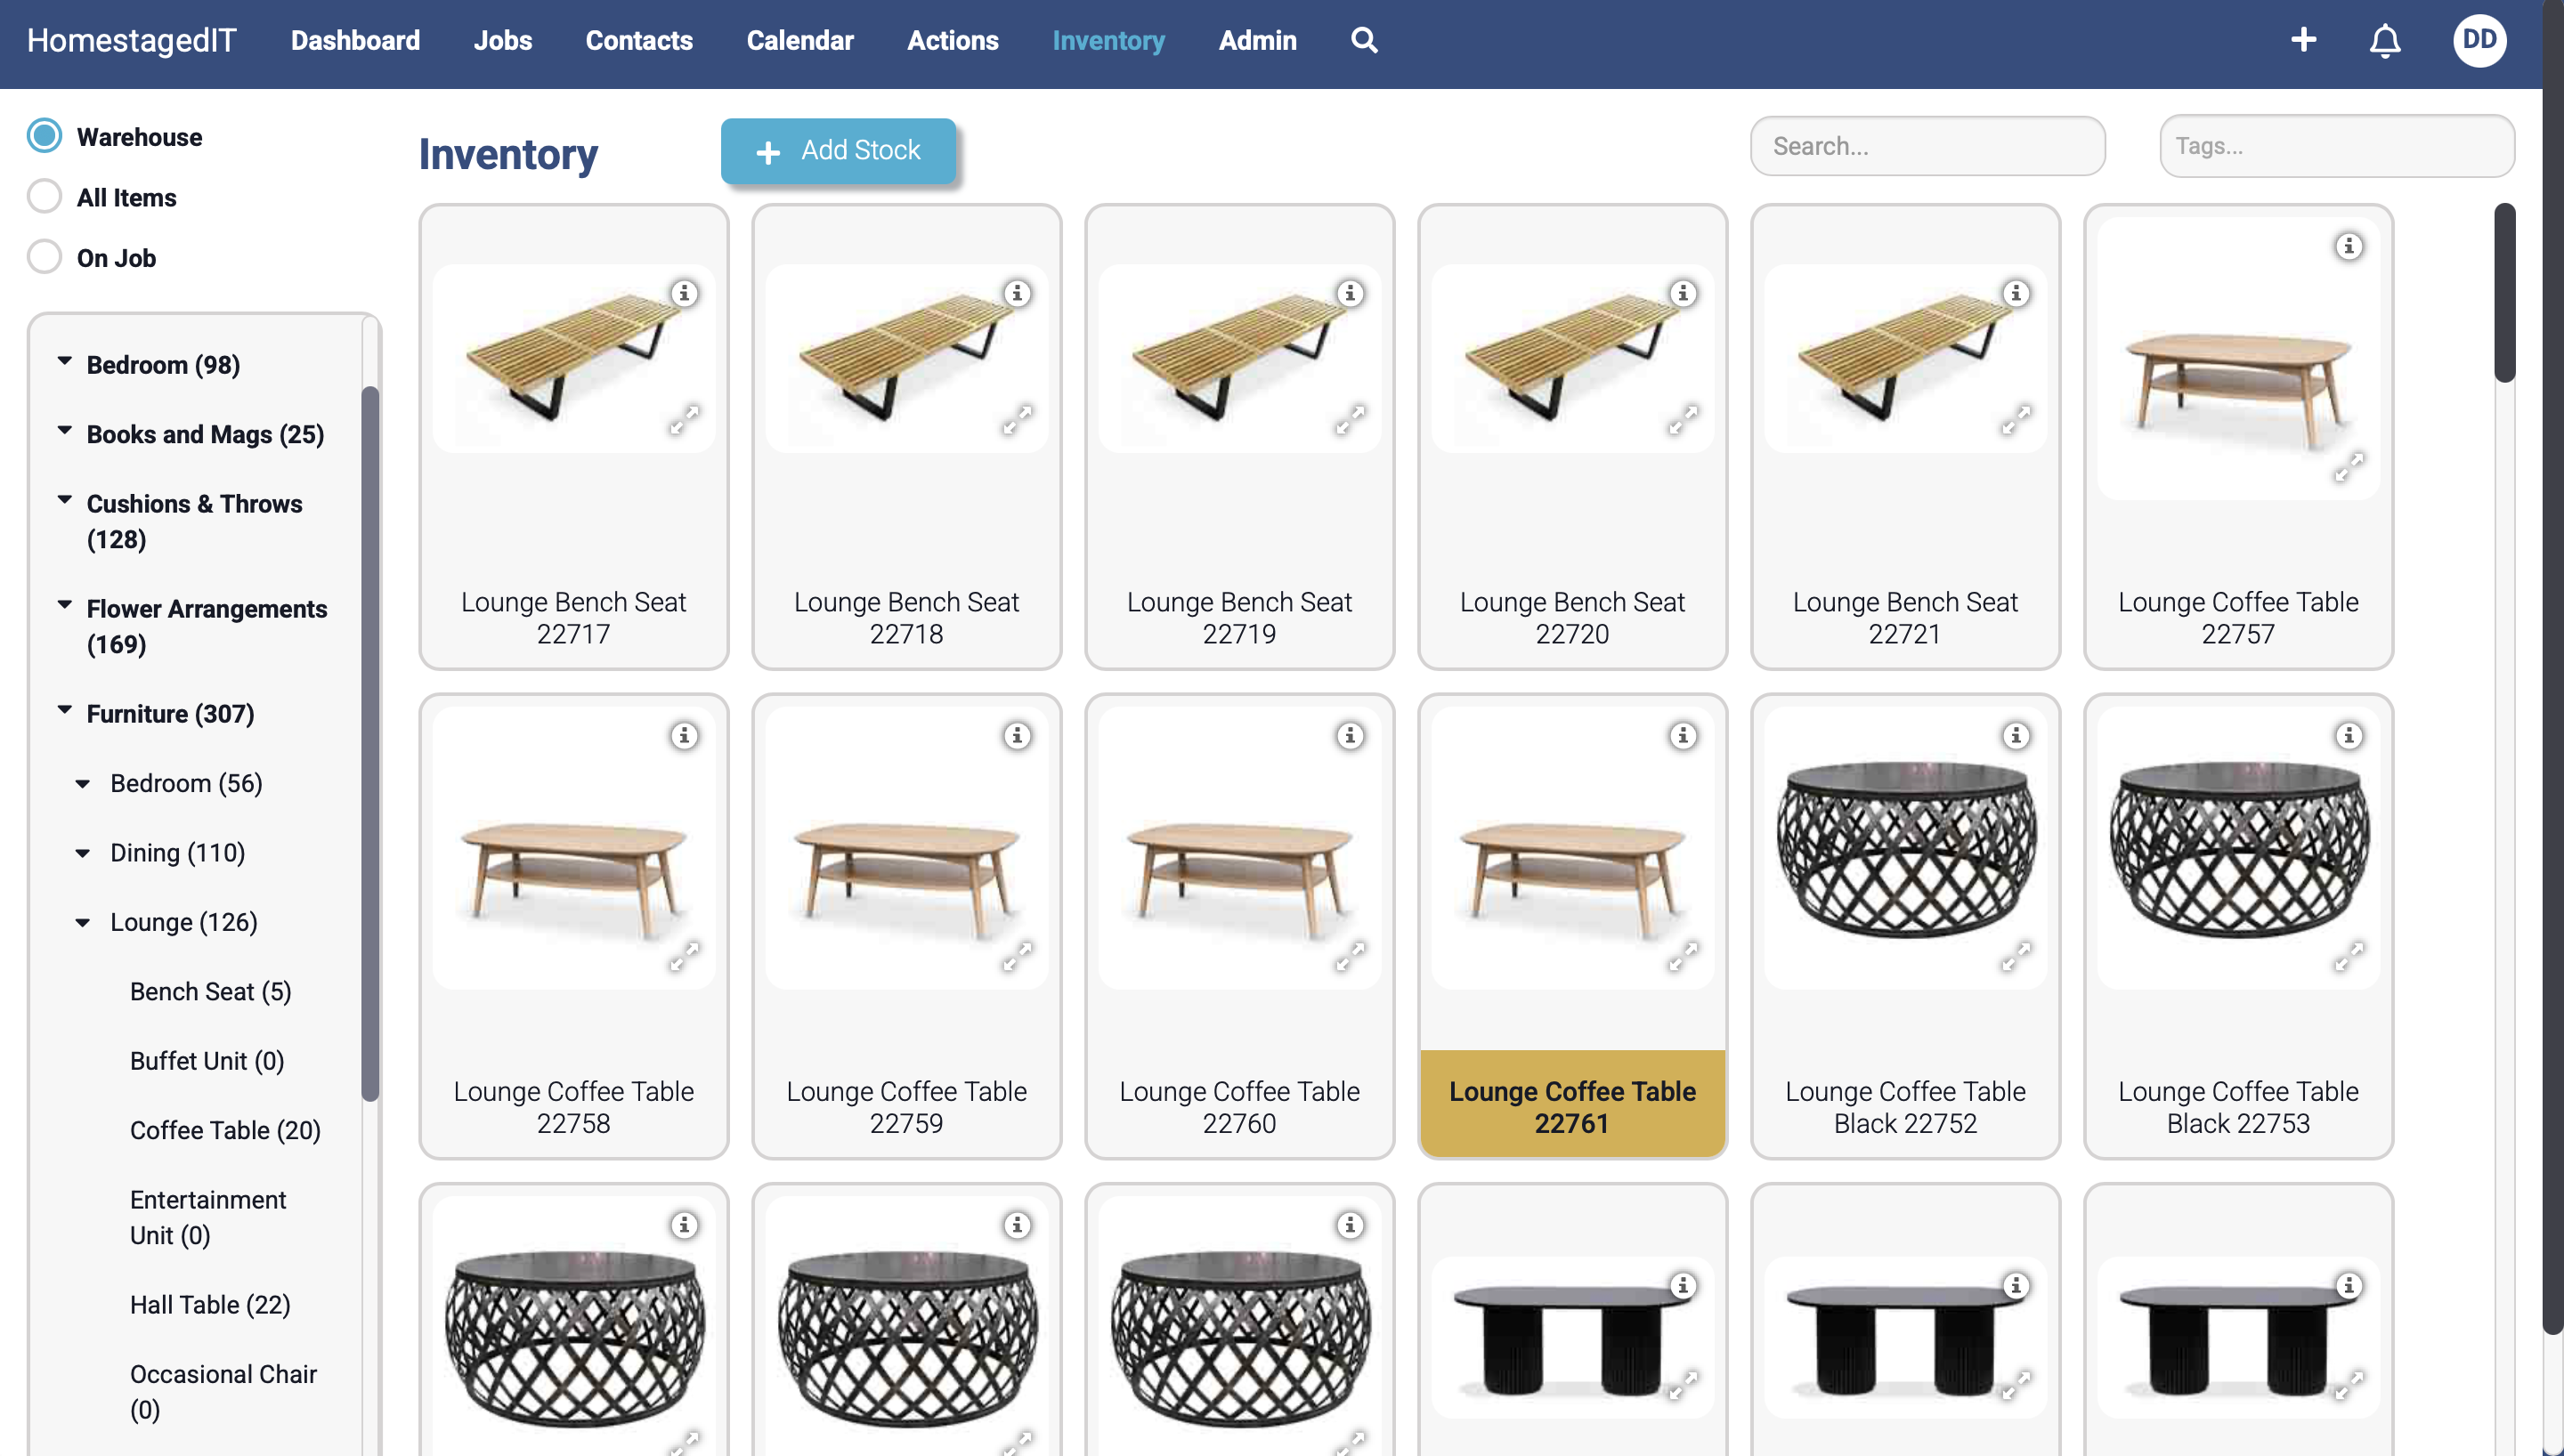 HomestagedIT Dashboard Jobs Contacts Calendar Actions Inventory Admin DD
Warehouse
All Items
On Job
Bedroom (98)
Books and Mags (25)
Cushions & Throws
(128)
Flower Arrangements
(169)
Furniture (307)
Bedroom (56)
Dining (110)
Lounge (126)
Bench Seat (5)
Buffet Unit (0)
Coffee Table (20)
Entertainment
Unit (0)
Hall Table (22)
Occasional Chair
(0)
Inventory
Add Stock
Search...
Tags...
Lounge Bench Seat
22717
Lounge Bench Seat
22718
Lounge Bench Seat
22719
Lounge Bench Seat
22720
Lounge Bench Seat
22721
Lounge Coffee Table
22757
Lounge Coffee Table
22758
Lounge Coffee Table
22759
Lounge Coffee Table
22760
Lounge Coffee Table
22761
Lounge Coffee Table
Black 22752
Lounge Coffee Table
Black 22753